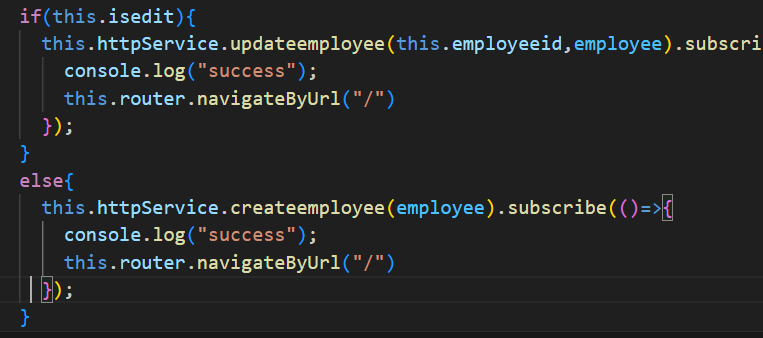 if(this.isedit){
this.httpService.updateemployee(this.employeeid,employee).subscri
console.log("success");
this.router.navigateByUrl("/")
});
}
else{
this.httpService.createemployee(employee).subscribe(()=>{
console.log("success");
this.router.navigateByUrl("/")
});
}